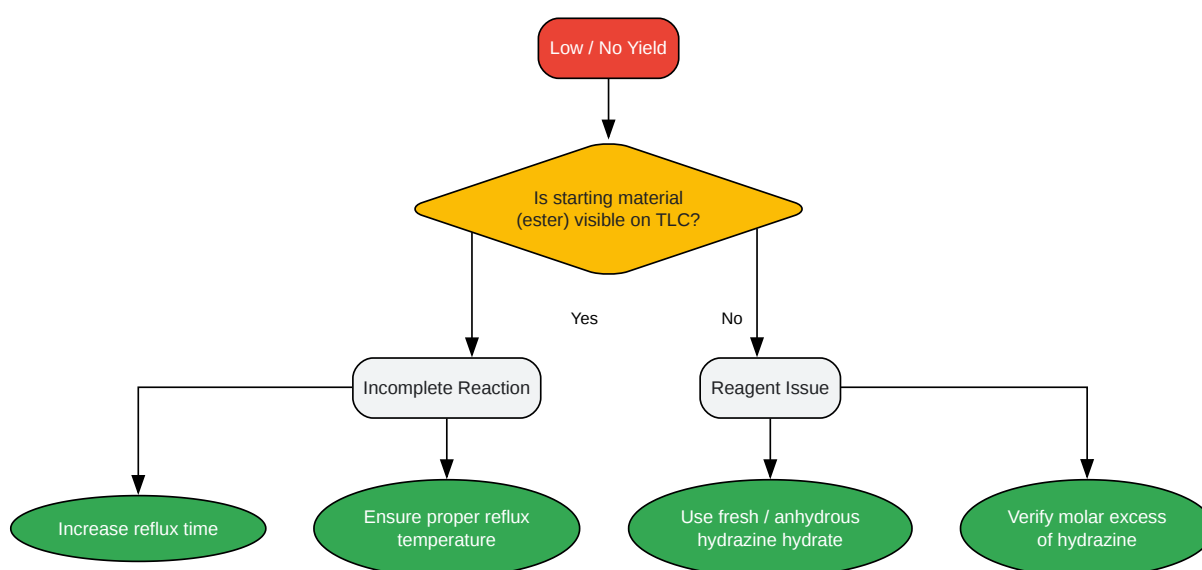 Low / No Yield
Is starting material
(ester) visible on TLC?
Yes
No
Incomplete Reaction
Reagent Issue
Increase reflux time
Ensure proper reflux
temperature
Use fresh / anhydrous
hydrazine hydrate
Verify molar excess
of hydrazine